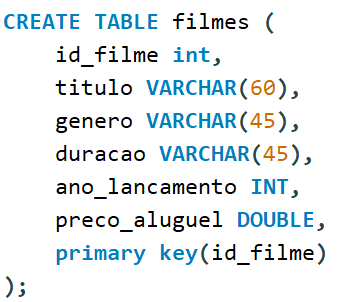 CREATE TABLE filmes (
    id_filme int,
    titulo VARCHAR(60),
    genero VARCHAR(45),
    duracao VARCHAR(45),
    ano_lancamento INT,
    preco_aluguel DOUBLE,
    primary key(id_filme)
);